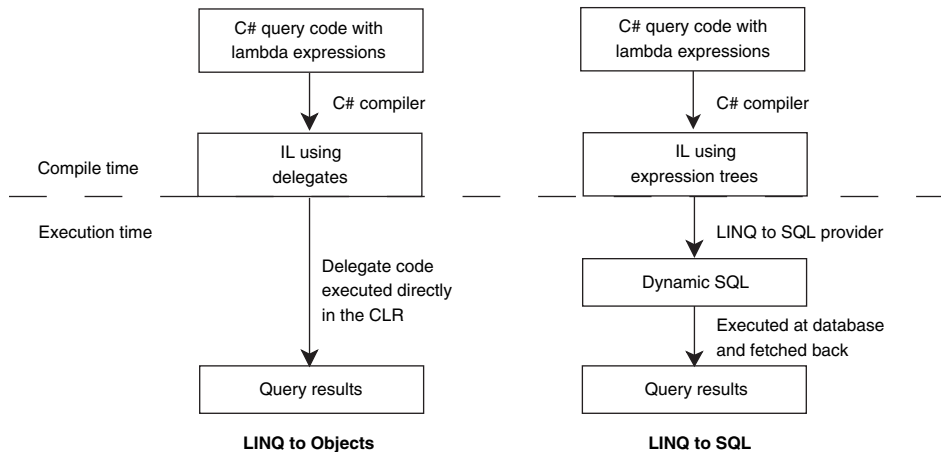 C# query code with
lambda expressions
C# compiler
IL using
delegates
Compile time
Execution time
Delegate code
executed directly
in the CLR
Query results
LINQ to Objects
C# query code with
lambda expressions
C# compiler
IL using
expression trees
LINQ to SQL provider
Dynamic SQL
Executed at database
and fetched back
Query results
LINQ to SQL